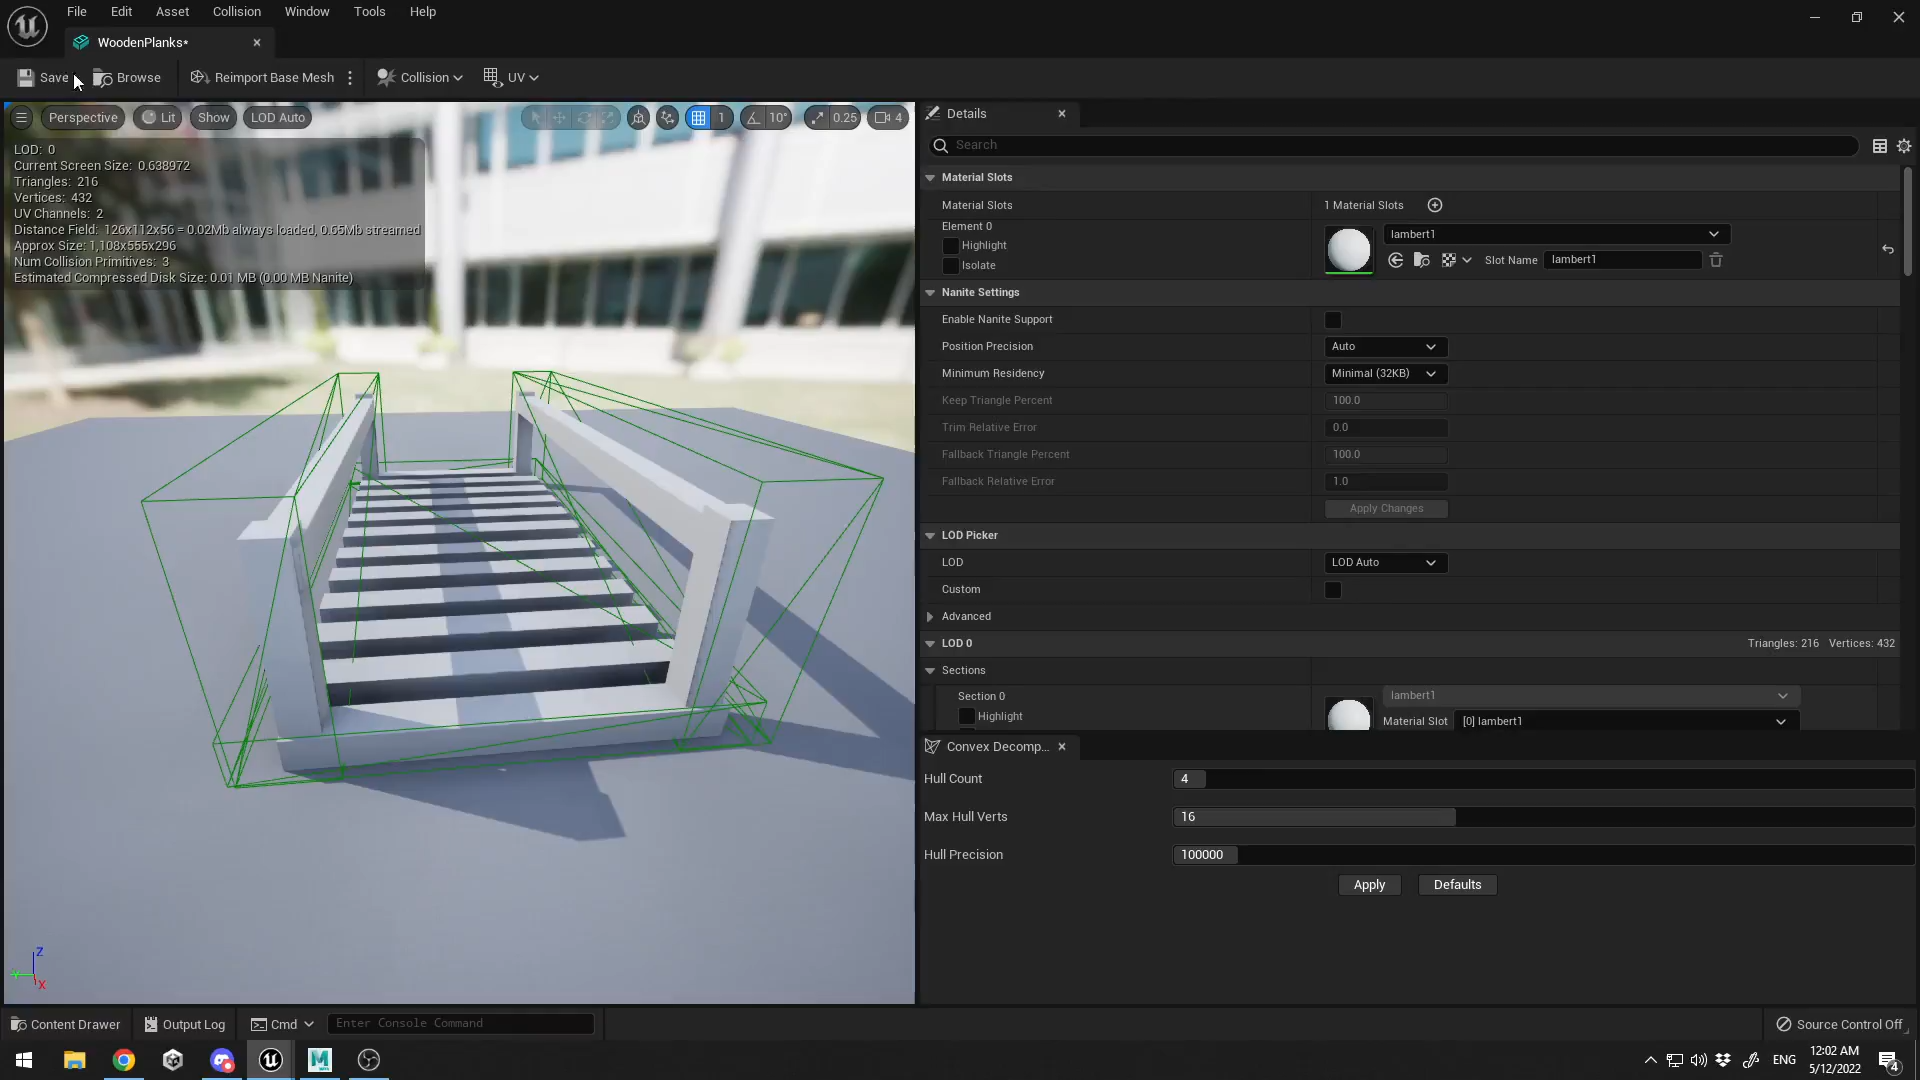 File Edit Asset Collision Window Tools Help
WoodenPlanks*
Save Browse Reimport Base Mesh Collision UV
Perspective Lit Show LOD Auto 1 10° 0.25 4
LOD: 0
Current Screen Size: 0.638972
Triangles: 216
Vertices: 432
UV Channels: 2
Distance Field: 126x112x56 = 0.02Mb always loaded, 0.65Mb streamed
Approx Size: 1,108x555x296
Num Collision Primitives: 3
Estimated Compressed Disk Size: 0.01 MB (0.00 MB Nanite)
Z
X
Details
Search
Material Slots
Material Slots 1 Material Slots
Element 0
Highlight
Isolate
lambert1
Slot Name lambert1
Nanite Settings
Enable Nanite Support
Position Precision Auto
Minimum Residency Minimal (32KB)
Keep Triangle Percent 100.0
Trim Relative Error 0.0
Fallback Triangle Percent 100.0
Fallback Relative Error 1.0
Apply Changes
LOD Picker
LOD LOD Auto
Custom
Advanced
LOD 0 Triangles: 216 Vertices: 432
Sections
Section 0 lambert1
Highlight
Material Slot [0] lambert1
Convex Decomp...
Hull Count 4
Max Hull Verts 16
Hull Precision 100000
Apply Defaults
Content Drawer Output Log Cmd Enter Console Command Source Control Off
ENG 12:02 AM
5/12/2022
4